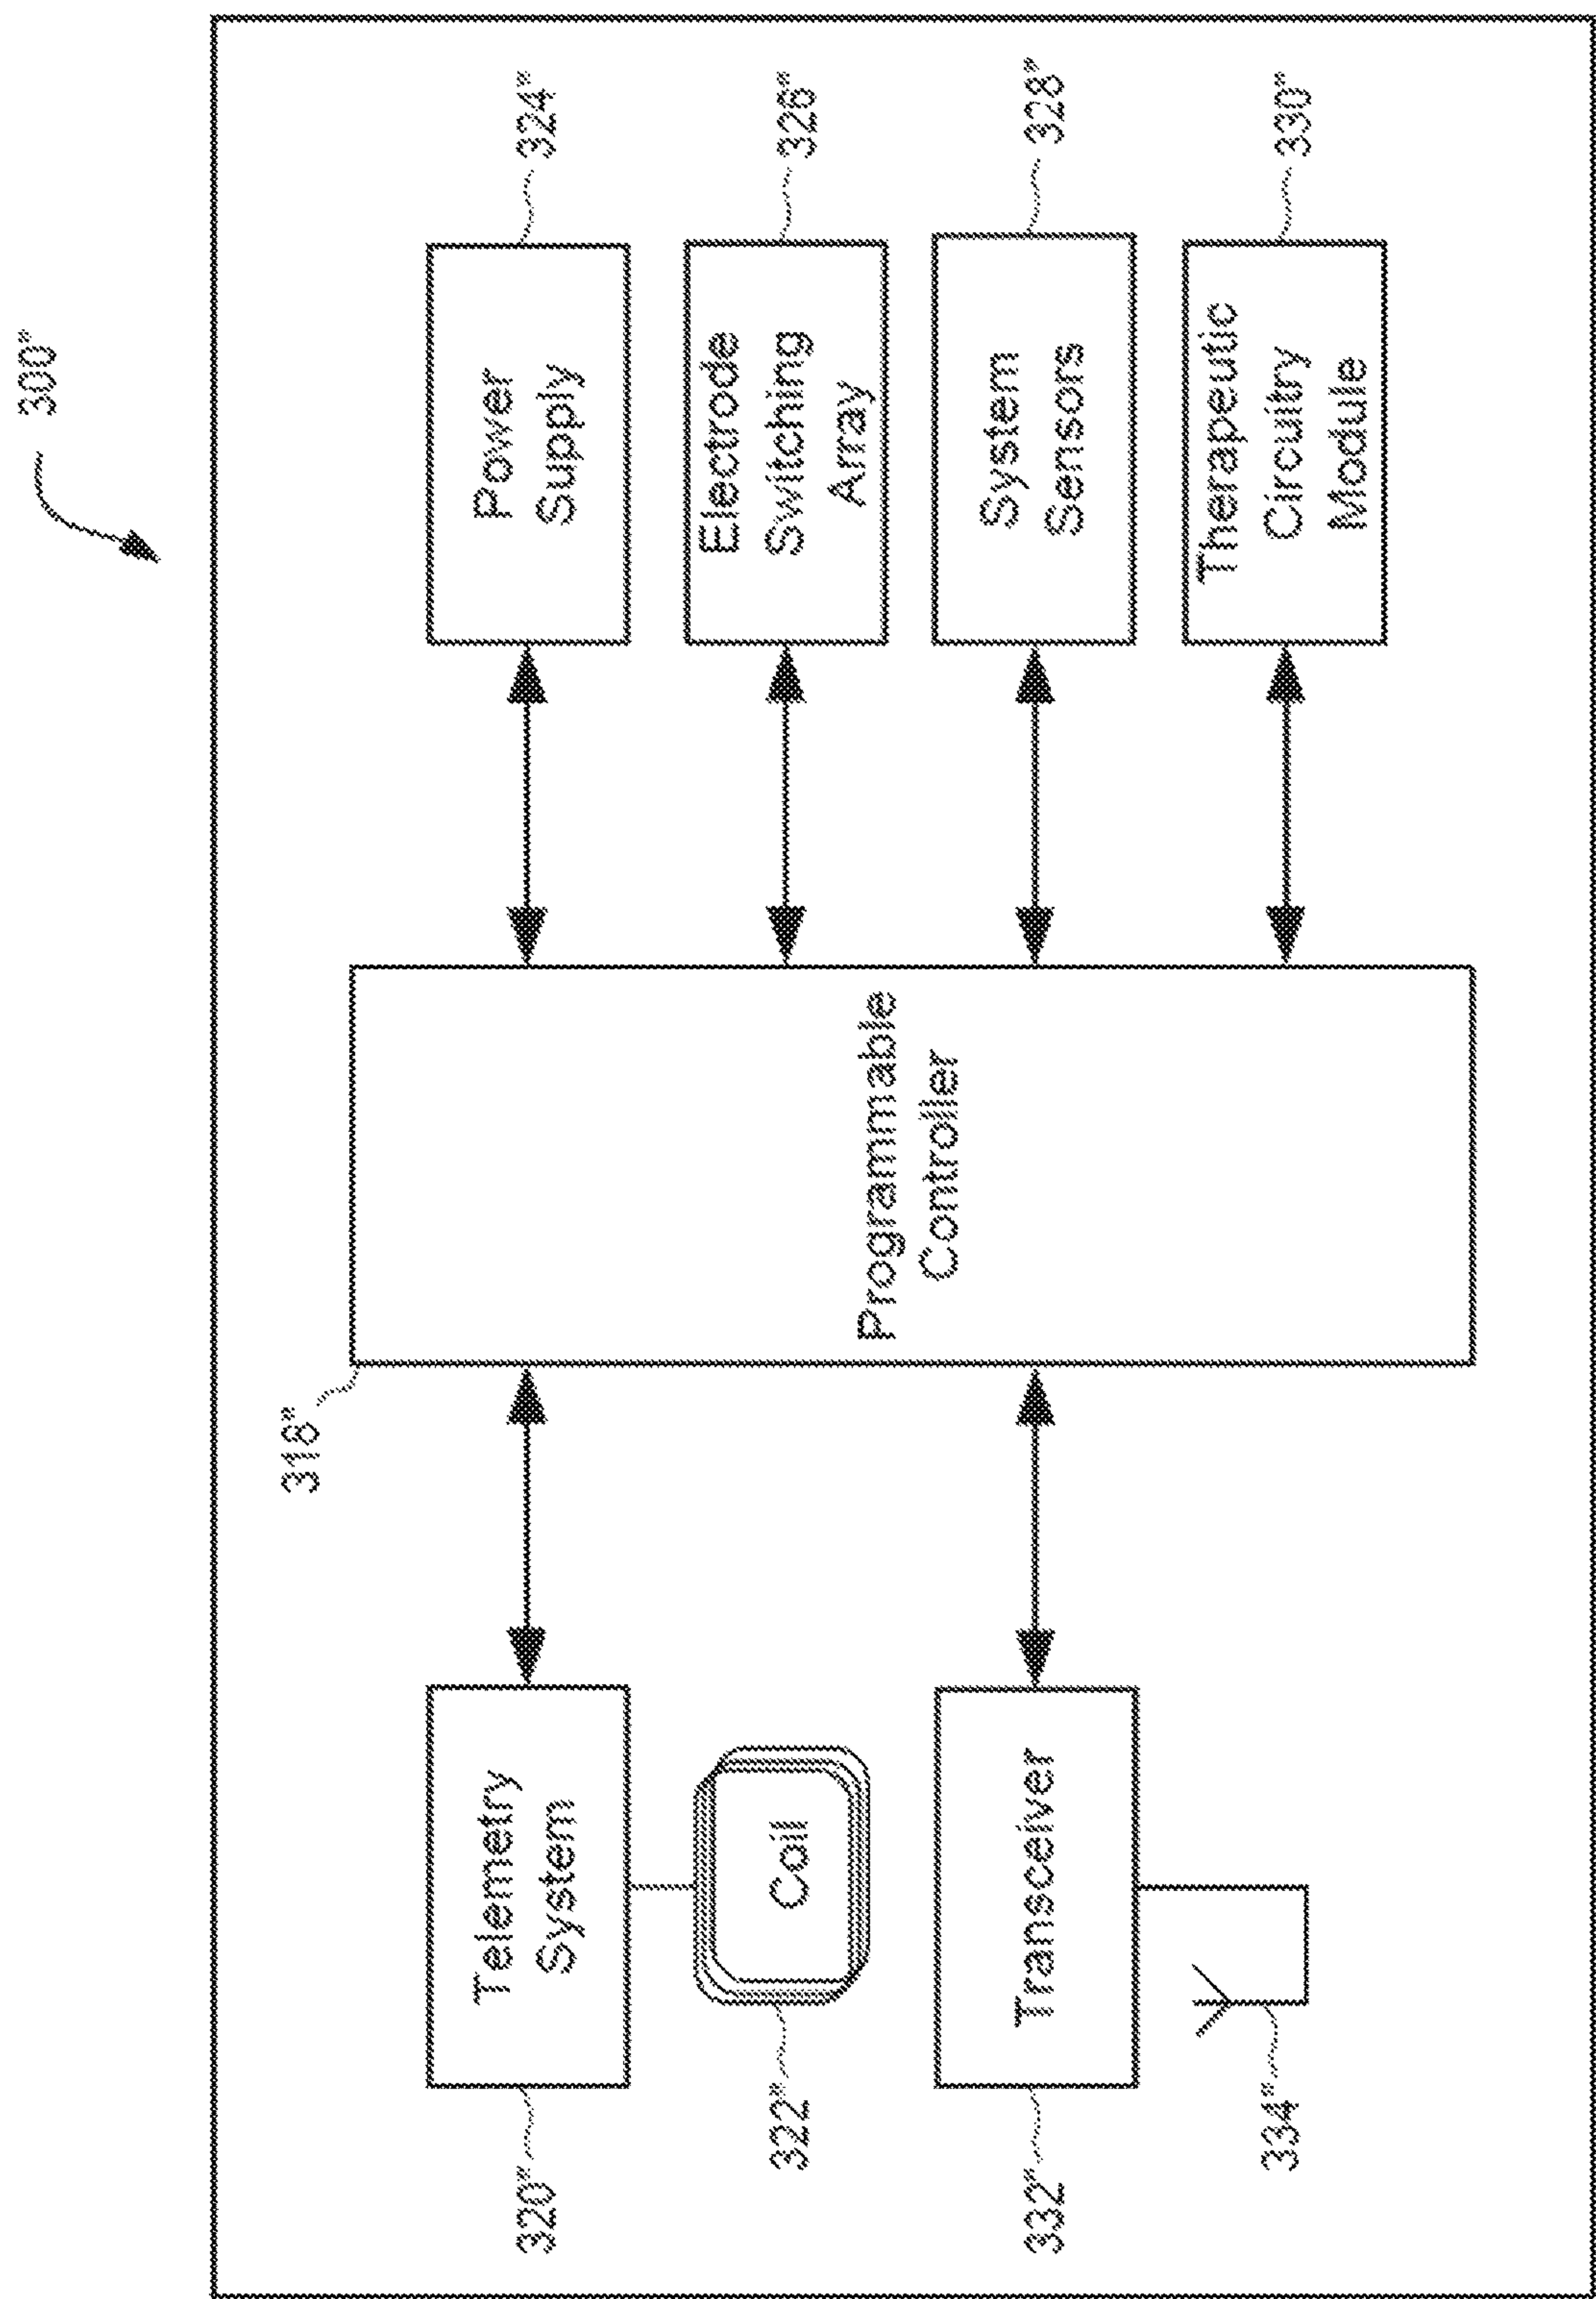 300"
318"
320"
Telemetry
System
322"
Coil
332"
Transceiver
334"
Programmable
Controller
Power
Supply
324"
Electrode
Switching
Array
326"
System
Sensors
328"
Therapeutic
Circuitry
Module
330"